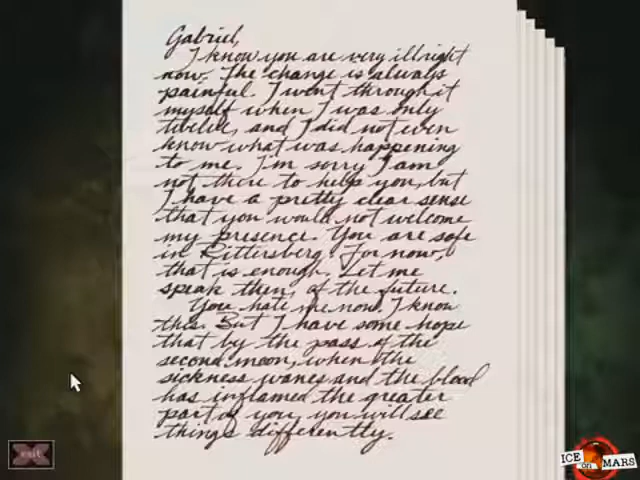 Gabriel,
I know you are very ill right
now. The change is always
painful. I went through it
myself when I was only
twelve, and I did not even
know what was happening
to me. I'm sorry I am
not there to help you, but
I have a pretty clear sense
that you would not welcome
my presence. You are safe
in Rittersberg. For now,
that is enough. Let me
speak then, of the future.
You hate me now. I know
this. But I have some hope
that by the pass of the
second moon, when the
sickness wanes and the blood
has inflamed the greater
part of you, you will see
things differently.
exit
ICE on MARS